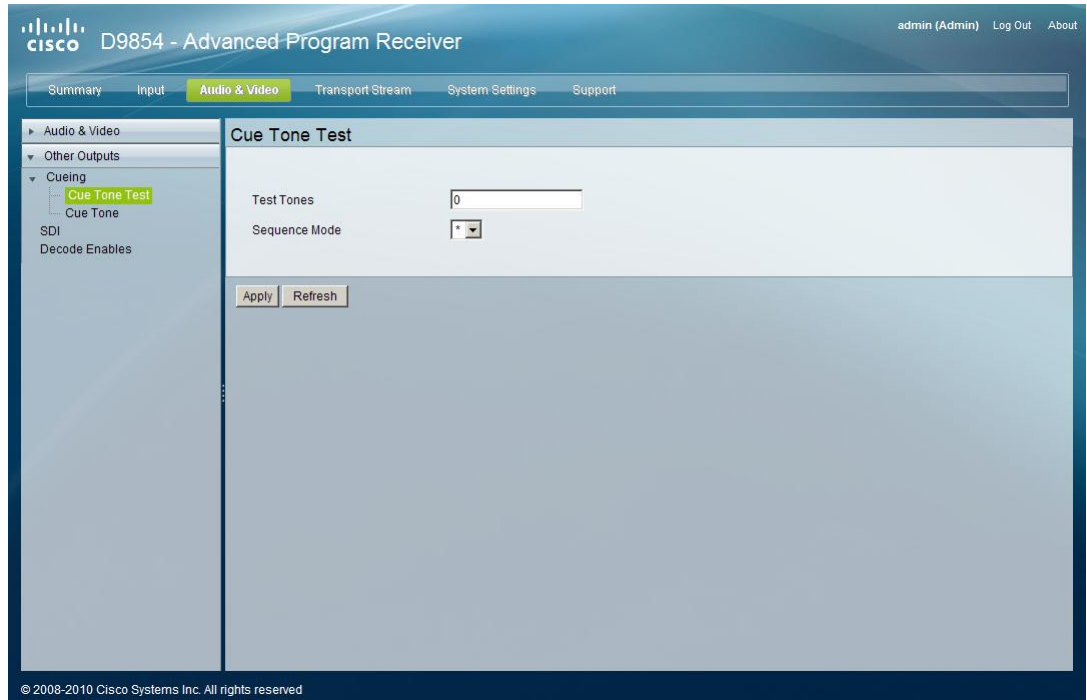 admin (Admin) Log Out About
CISCO D9854 - Advanced Program Receiver
Summary Input Audio & Video Transport Stream System Settings Support
Audio & Video
Other Outputs
Cueing
Cue Tone Test
Cue Tone
SDI
Decode Enables
Cue Tone Test
Test Tones 0
Sequence Mode *
Apply Refresh
© 2008-2010 Cisco Systems Inc. All rights reserved